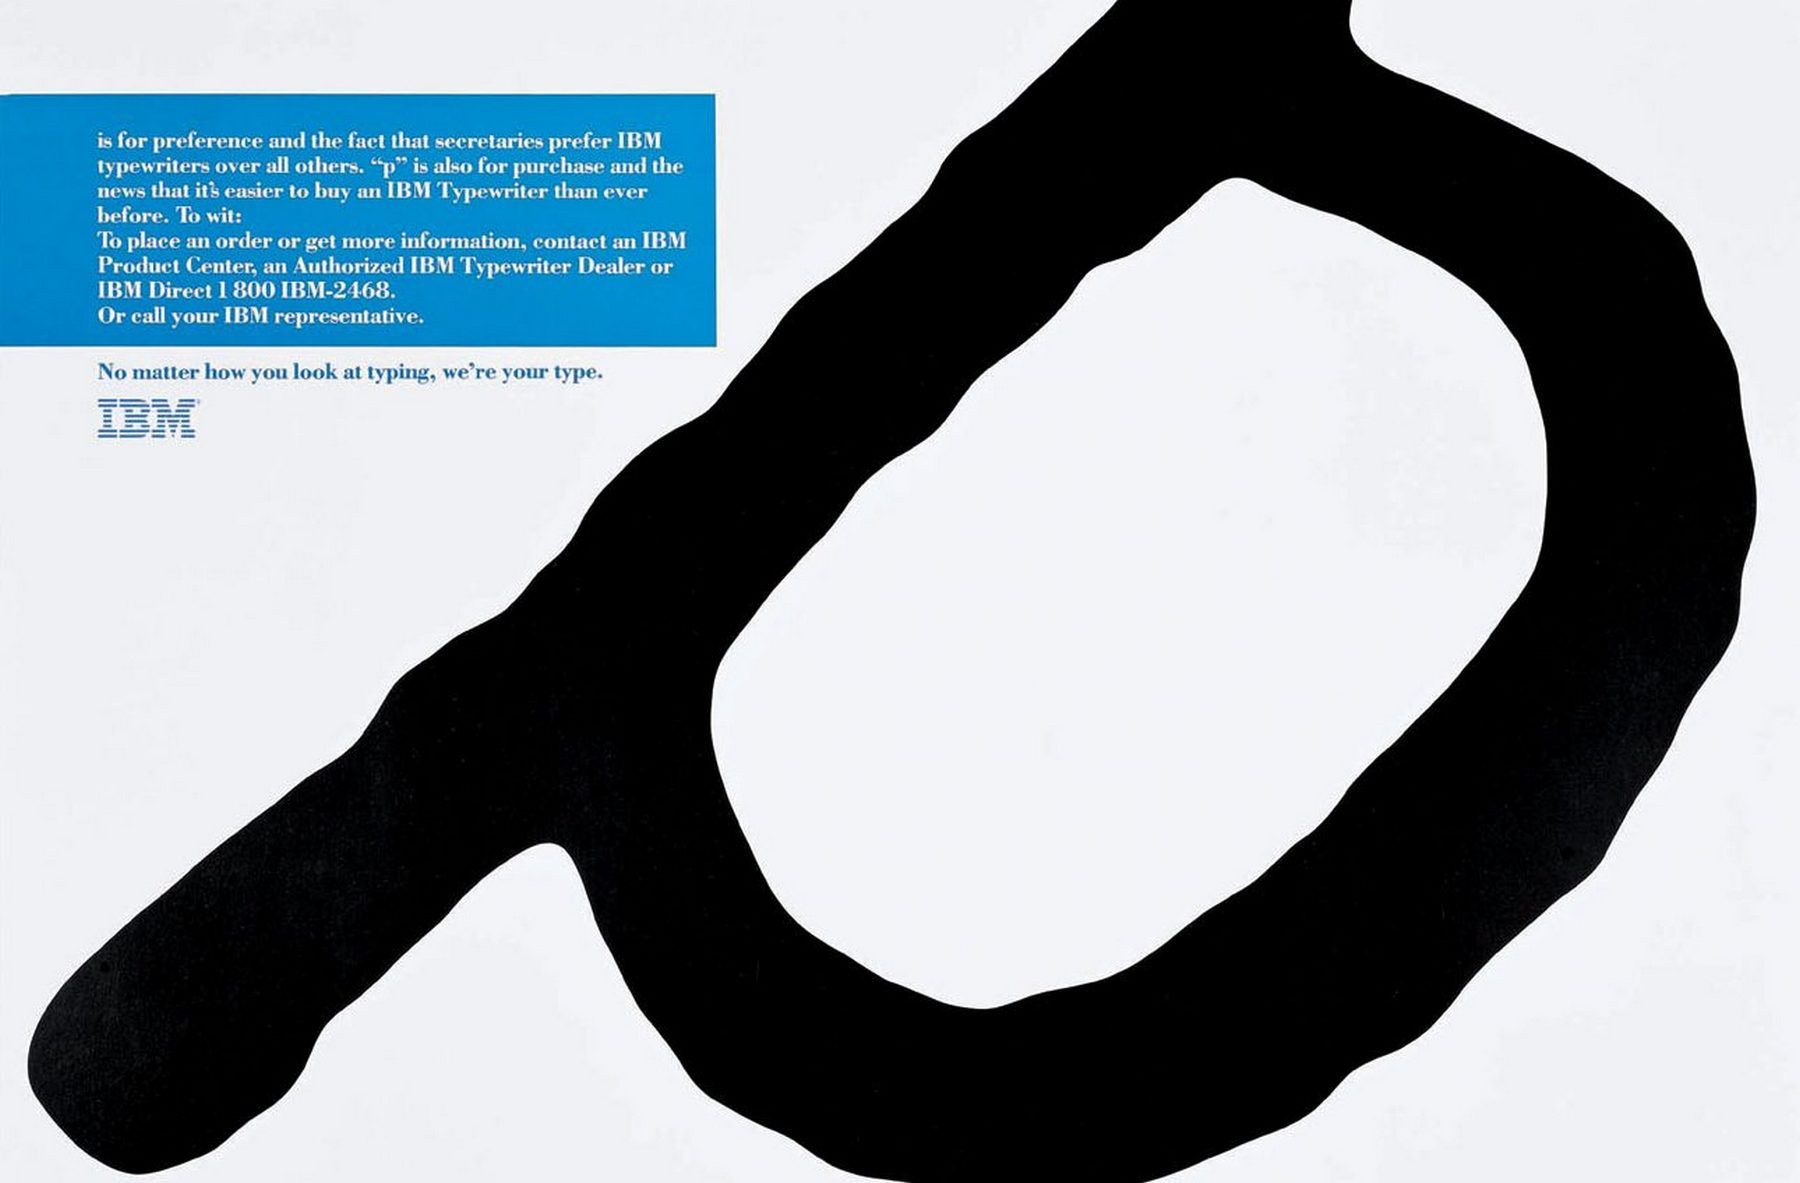 p
is for preference and the fact that secretaries prefer IBM
typewriters over all others. “p” is also for purchase and the
news that it's easier to buy an IBM Typewriter than ever
before. To wit:
To place an order or get more information, contact an IBM
Product Center, an Authorized IBM Typewriter Dealer or
IBM Direct 1 800 IBM-2468.
Or call your IBM representative.
No matter how you look at typing, we're your type.
IBM®